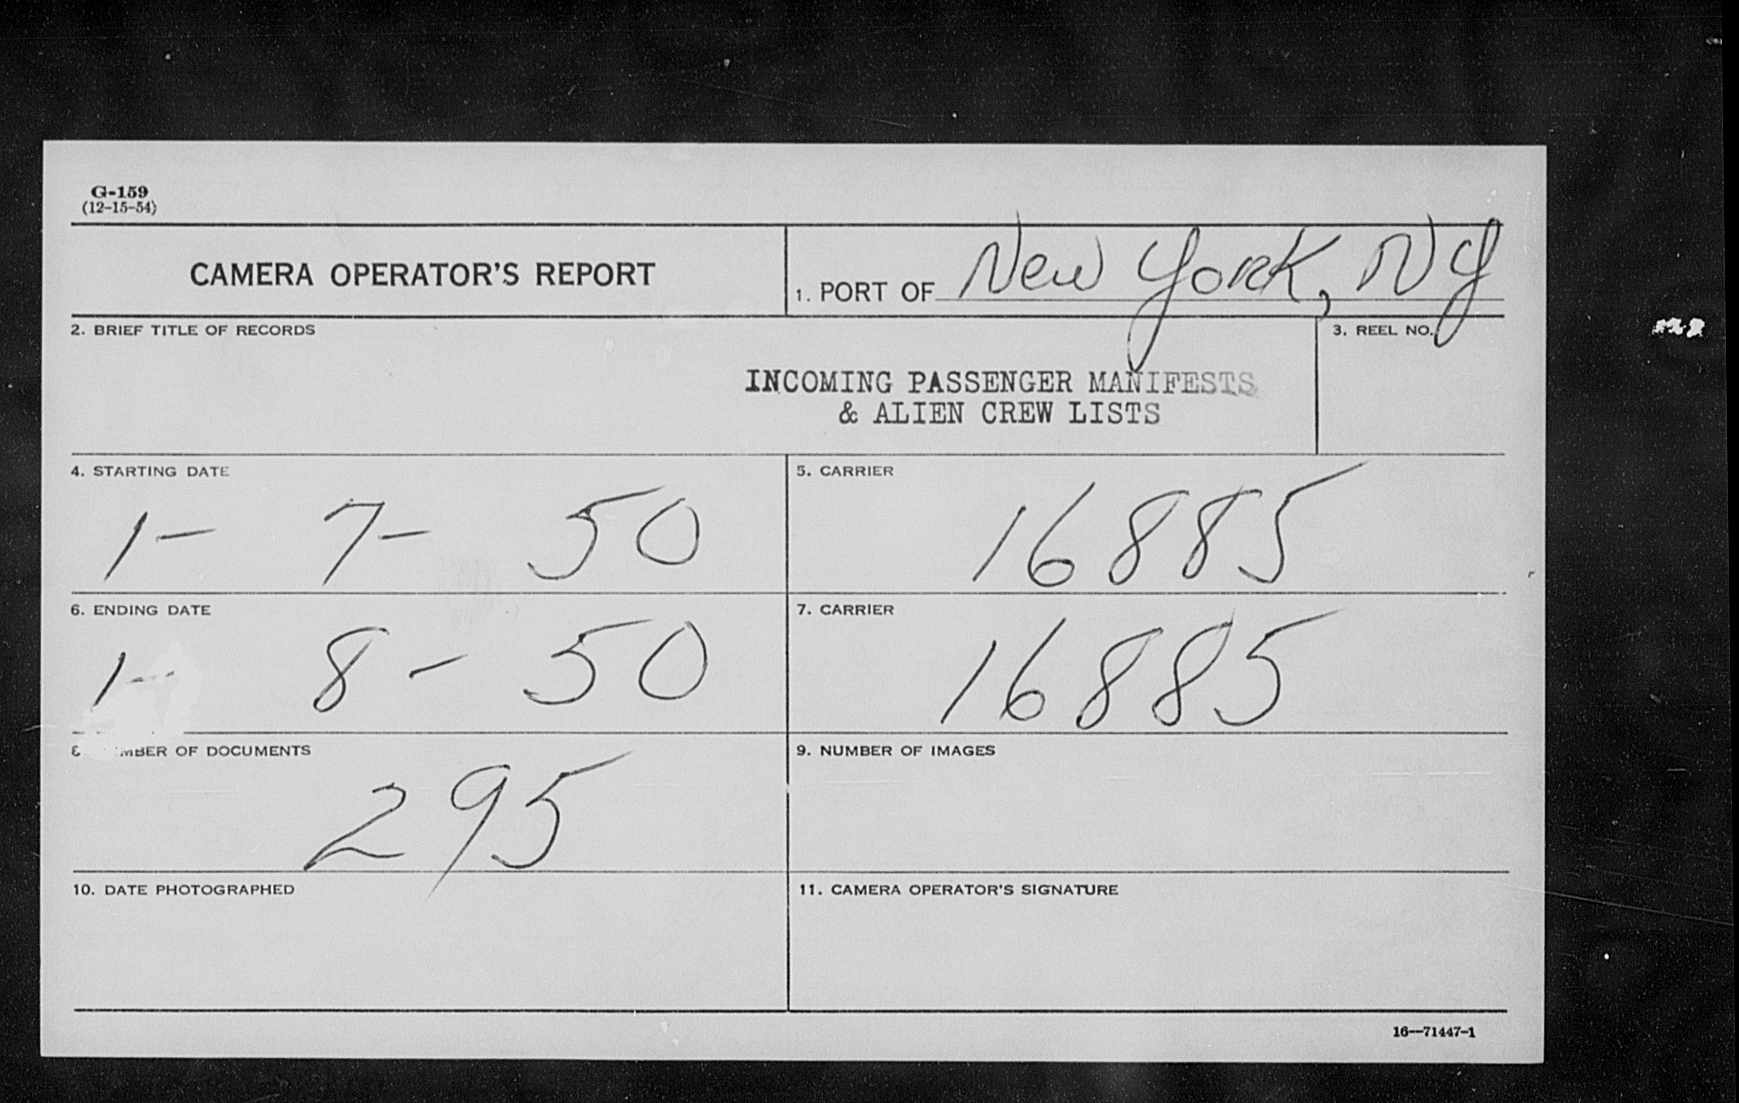 G-159
(12-15-54)
CAMERA OPERATOR'S REPORT
1. PORT OF New York, NY
2. BRIEF TITLE OF RECORDS
INCOMING PASSENGER MANIFESTS
& ALIEN CREW LISTS
3. REEL NO.
4. STARTING DATE
1- 7- 50
5. CARRIER
16885
6. ENDING DATE
1- 8- 50
7. CARRIER
16885
OF DOCUMENTS
295
9. NUMBER OF IMAGES
10. DATE PHOTOGRAPHED
11. CAMERA OPERATOR'S SIGNATURE
16—71447-1